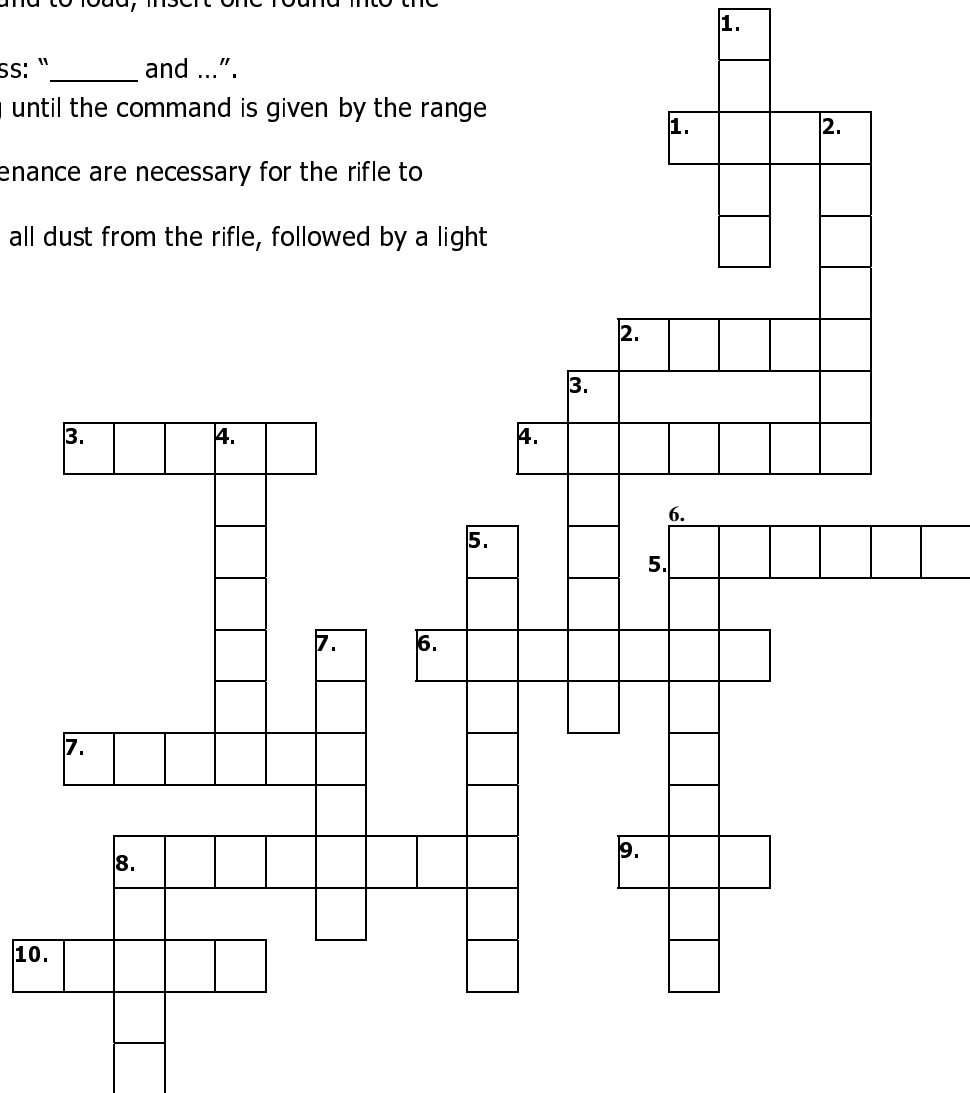 and to load, insert one round into the
ss: “______ and …”.
until the command is given by the range
enance are necessary for the rifle to
all dust from the rifle, followed by a light
1.
1. 2.
2.
3.
3. 4. 4.
6.
5. 5.
7. 6.
7.
8. 9.
10.